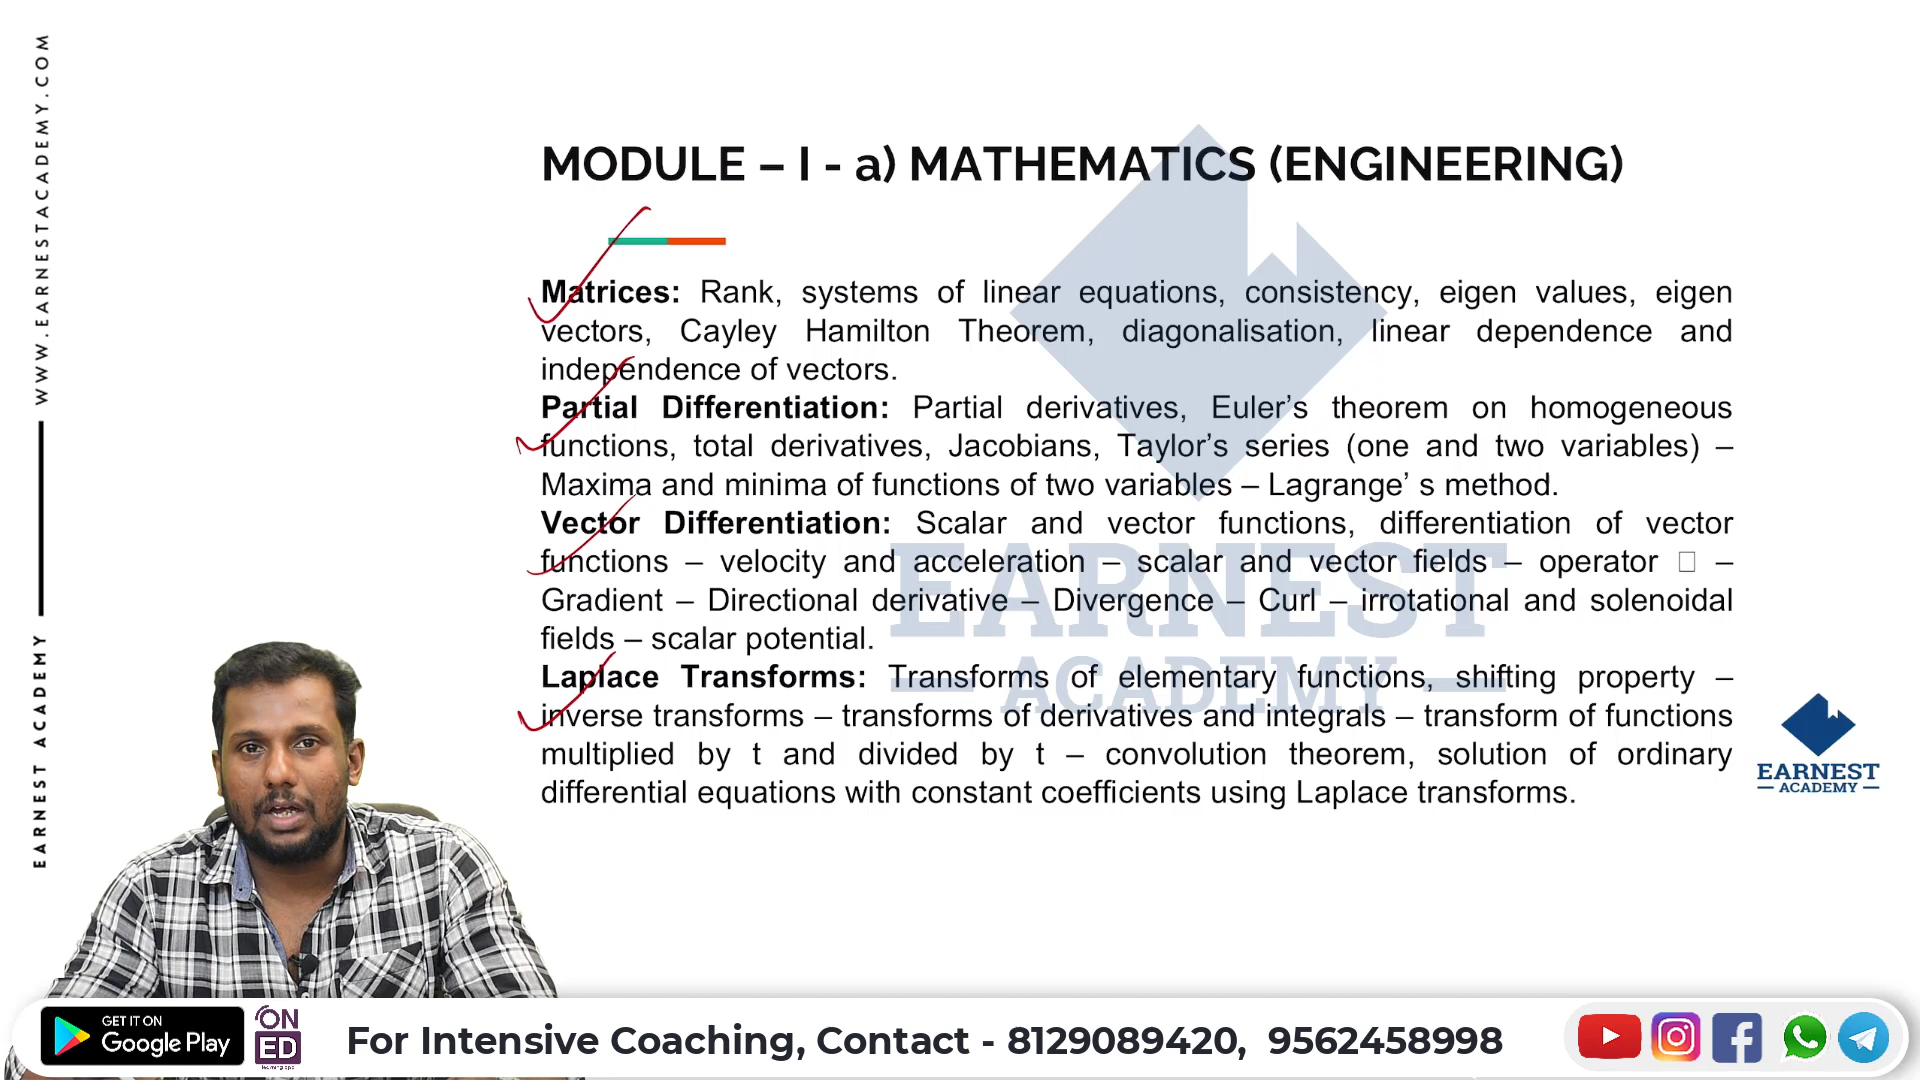 WWW.EARNESTACADEMY.COM
EARNEST ACADEMY
MODULE – I - a) MATHEMATICS (ENGINEERING)
Matrices: Rank, systems of linear equations, consistency, eigen values, eigen
vectors, Cayley Hamilton Theorem, diagonalisation, linear dependence and
independence of vectors.
Partial Differentiation: Partial derivatives, Euler’s theorem on homogeneous
functions, total derivatives, Jacobians, Taylor’s series (one and two variables) –
Maxima and minima of functions of two variables – Lagrange’ s method.
Vector Differentiation: Scalar and vector functions, differentiation of vector
functions – velocity and acceleration – scalar and vector fields – operator □ –
Gradient – Directional derivative – Divergence – Curl – irrotational and solenoidal
fields – scalar potential.
Laplace Transforms: Transforms of elementary functions, shifting property –
inverse transforms – transforms of derivatives and integrals – transform of functions
multiplied by t and divided by t – convolution theorem, solution of ordinary
differential equations with constant coefficients using Laplace transforms.
EARNEST
ACADEMY
EARNEST
ACADEMY
GET IT ON
Google Play
ON
ED
learning app
For Intensive Coaching, Contact - 8129089420, 9562458998